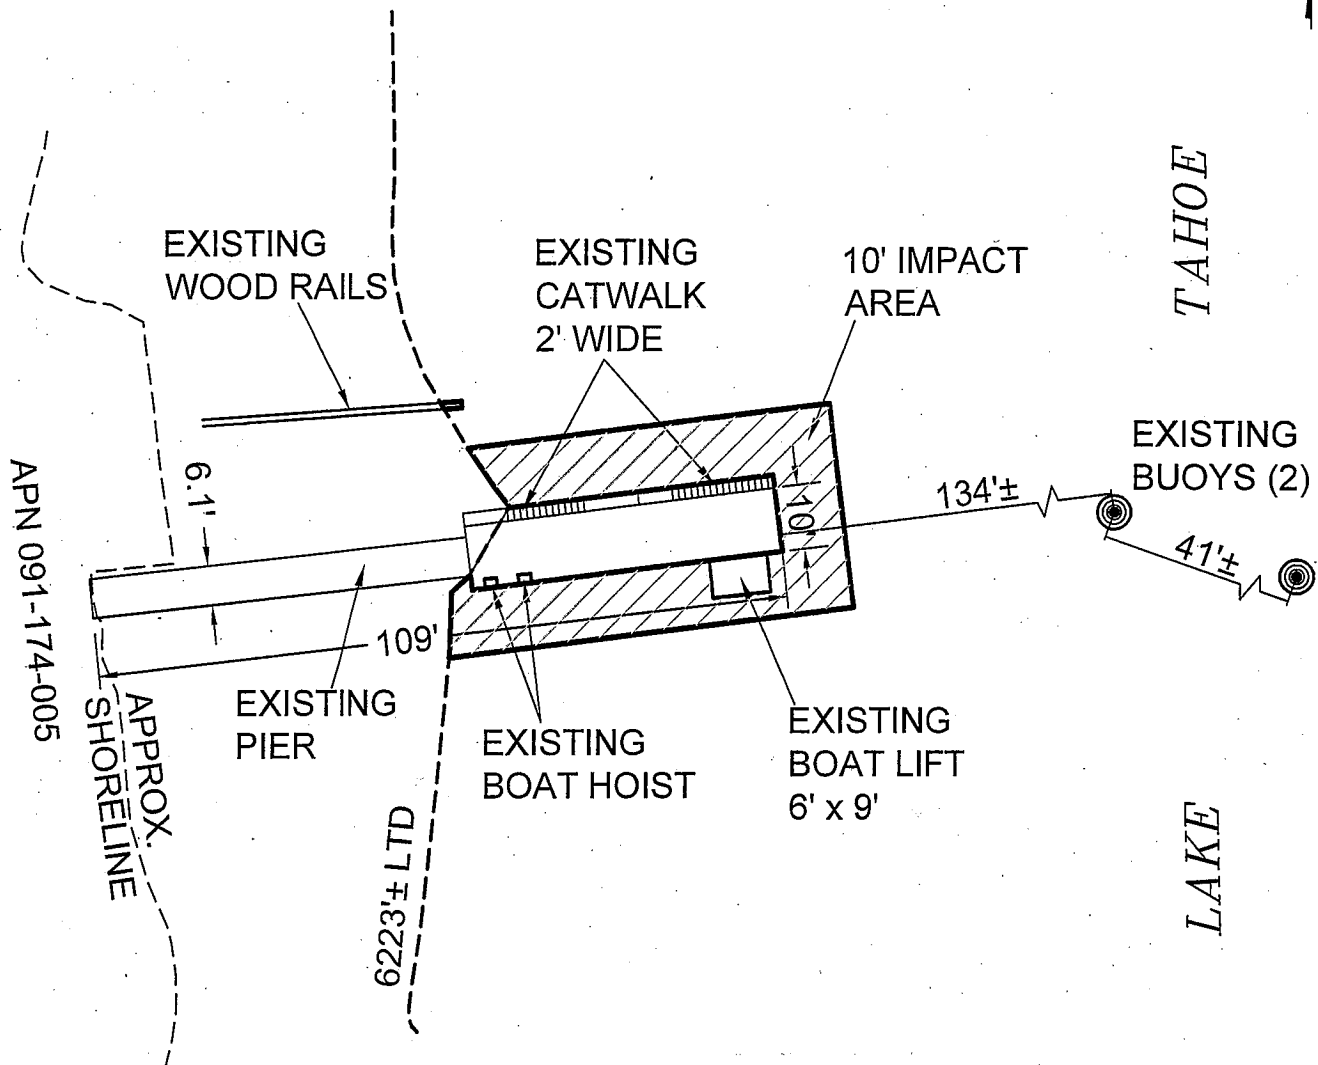 EXISTING
WOOD RAILS
EXISTING
CATWALK
2' WIDE
10' IMPACT
AREA
TAHOE
LAKE
EXISTING
BUOYS (2)
134'±
41'±
10'
6.1'
109'
APN 091-174-005
APPROX.
SHORELINE
EXISTING
PIER
EXISTING
BOAT HOIST
EXISTING
BOAT LIFT
6' x 9'
6223'± LTD